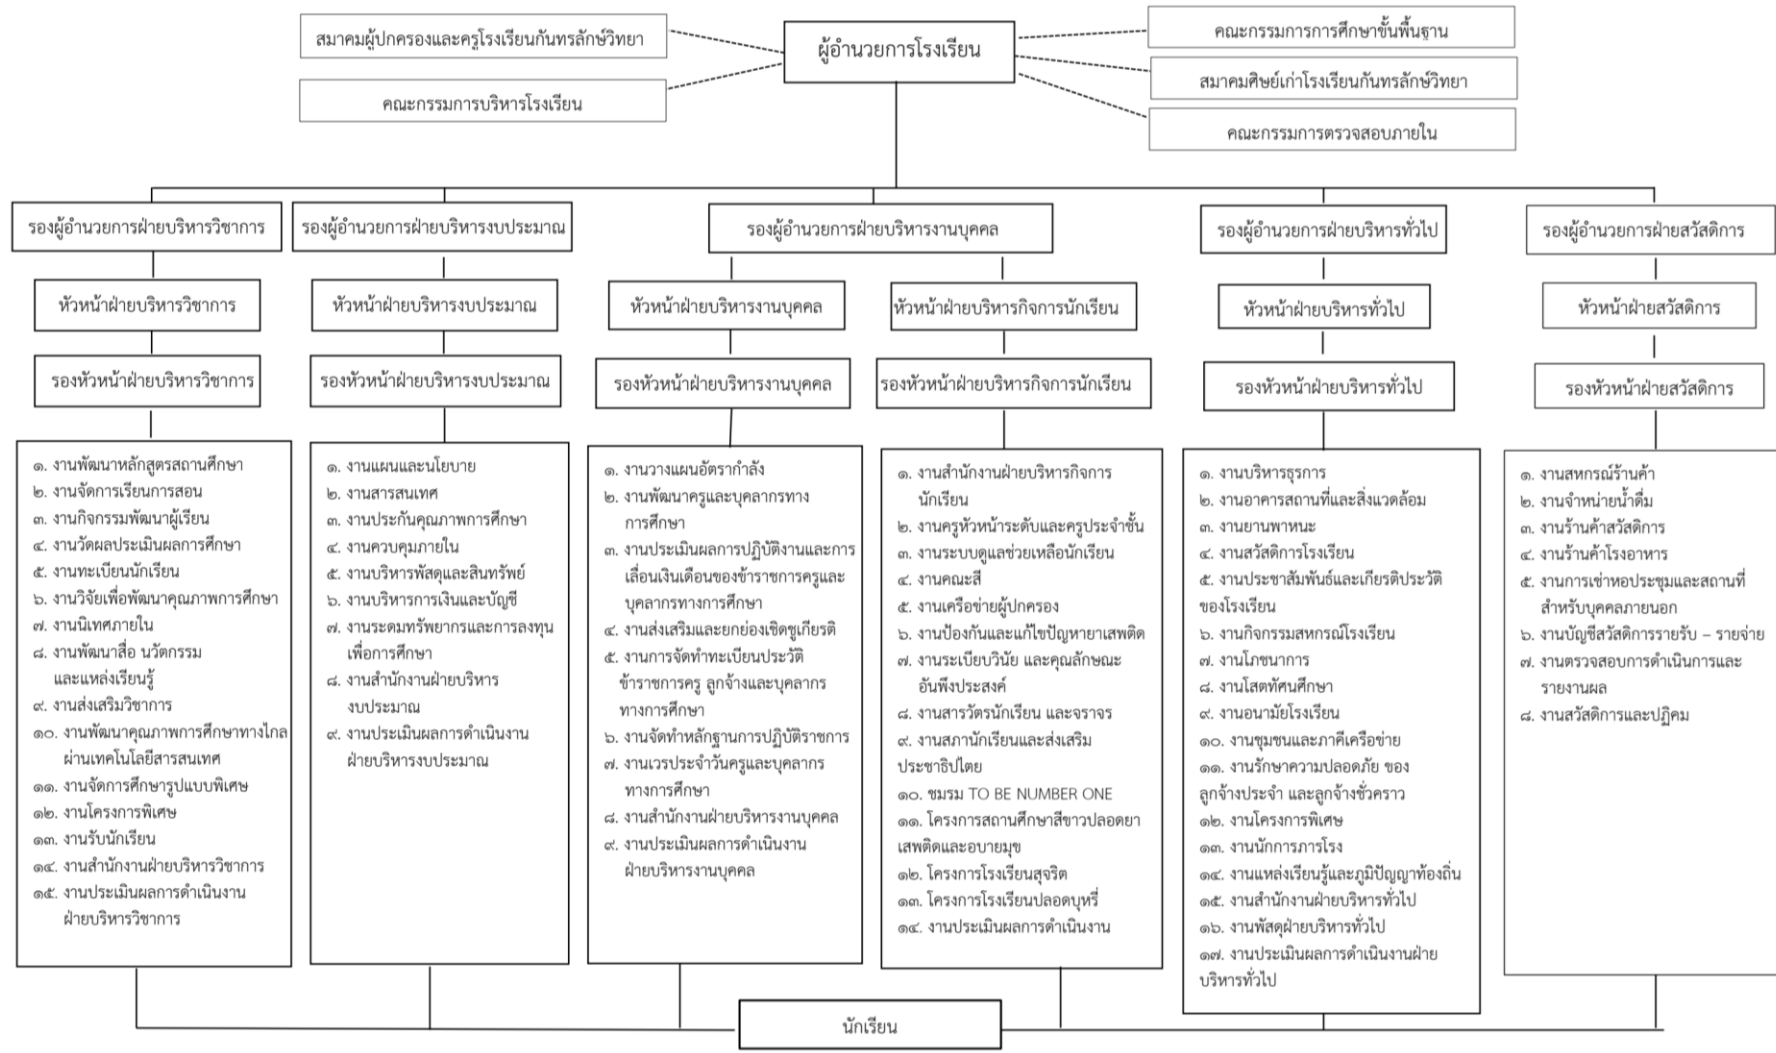 สมาคมผู้ปกครองและครูโรงเรียนกันทรลักษ์วิทยา
คณะกรรมการบริหารโรงเรียน
ผู้อำนวยการโรงเรียน
คณะกรรมการการศึกษาขั้นพื้นฐาน
สมาคมศิษย์เก่าโรงเรียนกันทรลักษ์วิทยา
คณะกรรมการตรวจสอบภายใน
รองผู้อำนวยการฝ่ายบริหารวิชาการ
หัวหน้าฝ่ายบริหารวิชาการ
รองหัวหน้าฝ่ายบริหารวิชาการ
๑. งานพัฒนาหลักสูตรสถานศึกษา
๒. งานจัดการเรียนการสอน
๓. งานกิจกรรมพัฒนาผู้เรียน
๔. งานวัดผลประเมินผลการศึกษา
๕. งานทะเบียนนักเรียน
๖. งานวิจัยเพื่อพัฒนาคุณภาพการศึกษา
๗. งานนิเทศภายใน
๘. งานพัฒนาสื่อ นวัตกรรม
และแหล่งเรียนรู้
๙. งานส่งเสริมวิชาการ
๑๐. งานพัฒนาคุณภาพการศึกษาทางไกล
ผ่านเทคโนโลยีสารสนเทศ
๑๑. งานจัดการศึกษารูปแบบพิเศษ
๑๒. งานโครงการพิเศษ
๑๓. งานรับนักเรียน
๑๔. งานสำนักงานฝ่ายบริหารวิชาการ
๑๕. งานประเมินผลการดำเนินงาน
ฝ่ายบริหารวิชาการ
รองผู้อำนวยการฝ่ายบริหารงบประมาณ
หัวหน้าฝ่ายบริหารงบประมาณ
รองหัวหน้าฝ่ายบริหารงบประมาณ
๑. งานแผนและนโยบาย
๒. งานสารสนเทศ
๓. งานประกันคุณภาพการศึกษา
๔. งานควบคุมภายใน
๕. งานบริหารพัสดุและสินทรัพย์
๖. งานบริหารการเงินและบัญชี
๗. งานระดมทรัพยากรและการลงทุน
เพื่อการศึกษา
๘. งานสำนักงานฝ่ายบริหาร
งบประมาณ
๙. งานประเมินผลการดำเนินงาน
ฝ่ายบริหารงบประมาณ
รองผู้อำนวยการฝ่ายบริหารงานบุคคล
หัวหน้าฝ่ายบริหารงานบุคคล
รองหัวหน้าฝ่ายบริหารงานบุคคล
๑. งานวางแผนอัตรากำลัง
๒. งานพัฒนาครูและบุคลากรทาง
การศึกษา
๓. งานประเมินผลการปฏิบัติงานและการ
เลื่อนเงินเดือนของข้าราชการครูและ
บุคลากรทางการศึกษา
๔. งานส่งเสริมและยกย่องเชิดชูเกียรติ
๕. งานการจัดทำทะเบียนประวัติ
ข้าราชการครู ลูกจ้างและบุคลากร
ทางการศึกษา
๖. งานจัดทำหลักฐานการปฏิบัติราชการ
๗. งานเวรประจำวันครูและบุคลากร
ทางการศึกษา
๘. งานสำนักงานฝ่ายบริหารงานบุคคล
๙. งานประเมินผลการดำเนินงาน
ฝ่ายบริหารงานบุคคล
หัวหน้าฝ่ายบริหารกิจการนักเรียน
รองหัวหน้าฝ่ายบริหารกิจการนักเรียน
๑. งานสำนักงานฝ่ายบริหารกิจการ
นักเรียน
๒. งานครูหัวหน้าระดับและครูประจำชั้น
๓. งานระบบดูแลช่วยเหลือนักเรียน
๔. งานคณะสี
๕. งานเครือข่ายผู้ปกครอง
๖. งานป้องกันและแก้ไขปัญหายาเสพติด
๗. งานระเบียบวินัย และคุณลักษณะ
อันพึงประสงค์
๘. งานสารวัตรนักเรียน และจราจร
๙. งานสภานักเรียนและส่งเสริม
ประชาธิปไตย
๑๐. ชมรม TO BE NUMBER ONE
๑๑. โครงการสถานศึกษาสีขาวปลอดยา
เสพติดและอบายมุข
๑๒. โครงการโรงเรียนสุจริต
๑๓. โครงการโรงเรียนปลอดบุหรี่
๑๔. งานประเมินผลการดำเนินงาน
รองผู้อำนวยการฝ่ายบริหารทั่วไป
หัวหน้าฝ่ายบริหารทั่วไป
รองหัวหน้าฝ่ายบริหารทั่วไป
๑. งานบริหารธุรการ
๒. งานอาคารสถานที่และสิ่งแวดล้อม
๓. งานยานพาหนะ
๔. งานสวัสดิการโรงเรียน
๕. งานประชาสัมพันธ์และเกียรติประวัติ
ของโรงเรียน
๖. งานกิจกรรมสหกรณ์โรงเรียน
๗. งานโภชนาการ
๘. งานโสตทัศนศึกษา
๙. งานอนามัยโรงเรียน
๑๐. งานชุมชนและภาคีเครือข่าย
๑๑. งานรักษาความปลอดภัย ของ
ลูกจ้างประจำ และลูกจ้างชั่วคราว
๑๒. งานโครงการพิเศษ
๑๓. งานนักการภารโรง
๑๔. งานแหล่งเรียนรู้และภูมิปัญญาท้องถิ่น
๑๕. งานสำนักงานฝ่ายบริหารทั่วไป
๑๖. งานพัสดุฝ่ายบริหารทั่วไป
๑๗. งานประเมินผลการดำเนินงานฝ่าย
บริหารทั่วไป
รองผู้อำนวยการฝ่ายสวัสดิการ
หัวหน้าฝ่ายสวัสดิการ
รองหัวหน้าฝ่ายสวัสดิการ
๑. งานสหกรณ์ร้านค้า
๒. งานจำหน่ายน้ำดื่ม
๓. งานร้านค้าสวัสดิการ
๔. งานร้านค้าโรงอาหาร
๕. งานการเช่าหอประชุมและสถานที่
สำหรับบุคคลภายนอก
๖. งานบัญชีสวัสดิการรายรับ – รายจ่าย
๗. งานตรวจสอบการดำเนินการและ
รายงานผล
๘. งานสวัสดิการและปฏิคม
นักเรียน